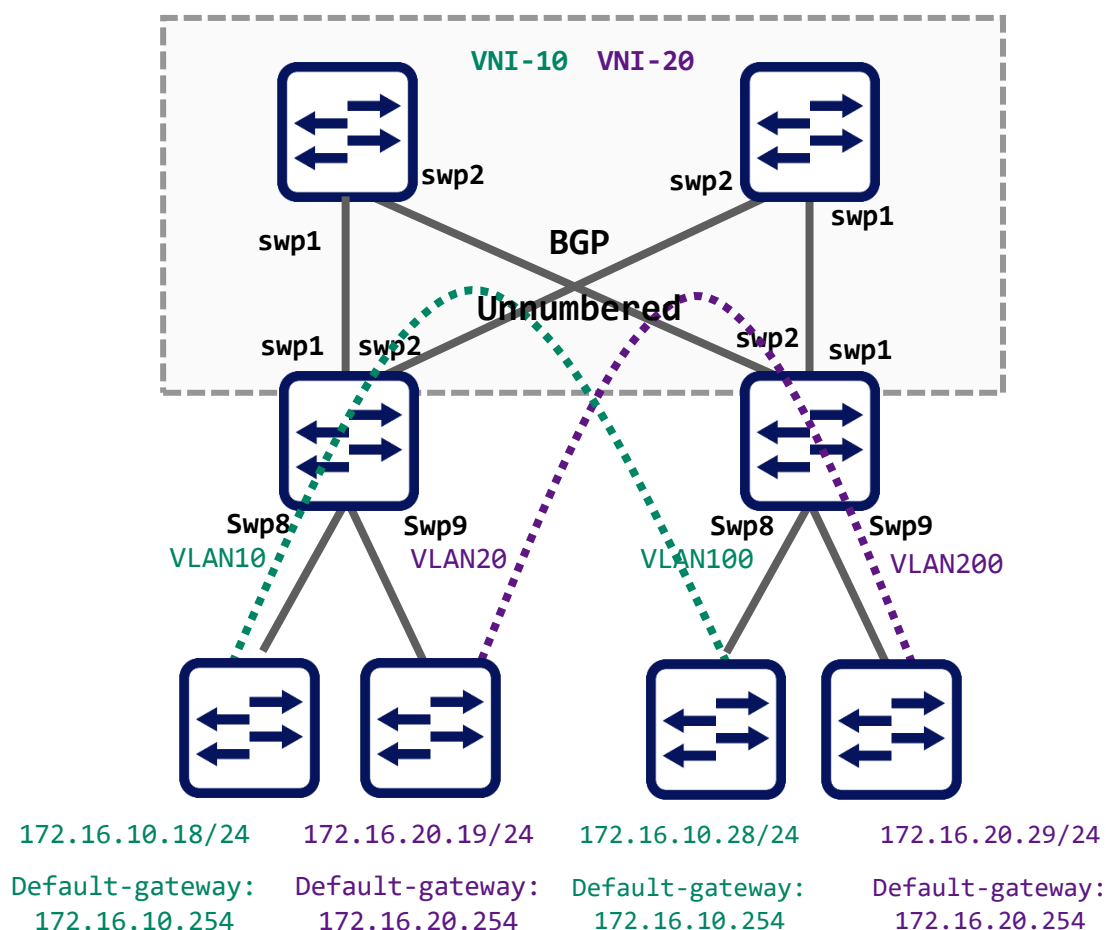 VNI-10 VNI-20
swp2
swp2
swp1
swp1
BGP
Unnumbered
swp1
swp2
swp2
swp1
Swp8
Swp9
Swp8
Swp9
VLAN10
VLAN20
VLAN100
VLAN200
172.16.10.18/24
172.16.20.19/24
172.16.10.28/24
172.16.20.29/24
Default-gateway:
172.16.10.254
Default-gateway:
172.16.20.254
Default-gateway:
172.16.10.254
Default-gateway:
172.16.20.254